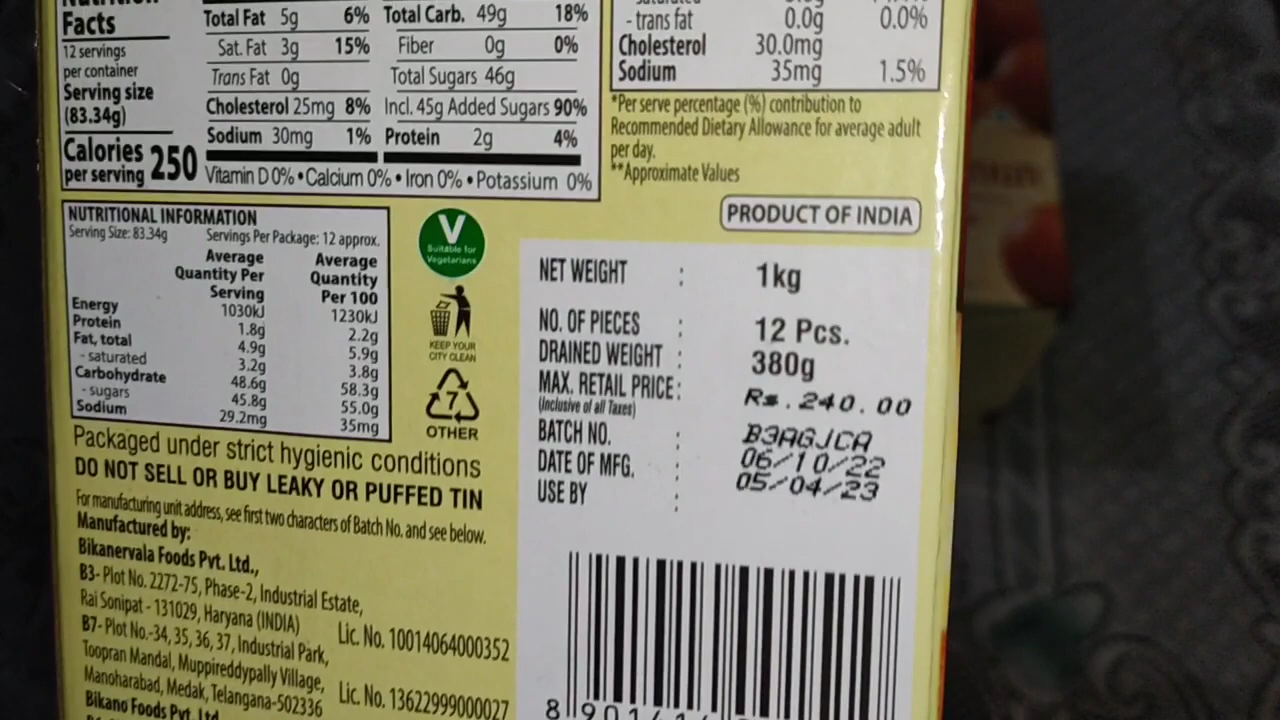 Facts
12 servings
per container
Serving size
(83.34g)
Calories
per serving 250
Total Fat 5g 6% Total Carb. 49g 18%
Sat. Fat 3g 15% Fiber 0g 0%
Trans Fat 0g Total Sugars 46g
Cholesterol 25mg 8% Incl. 45g Added Sugars 90%
Sodium 30mg 1% Protein 2g 4%
Vitamin D 0% • Calcium 0% • Iron 0% • Potassium 0%
- trans fat 0.0g 0.0%
Cholesterol 30.0mg
Sodium 35mg 1.5%
*Per serve percentage (%) contribution to
Recommended Dietary Allowance for average adult
per day.
**Approximate Values
PRODUCT OF INDIA
NUTRITIONAL INFORMATION
Serving Size: 83.34g Servings Per Package: 12 approx.
Average Average
Quantity Per Quantity
Serving Per 100
Energy 1030kJ 1230kJ
Protein 1.8g 2.2g
Fat, total 4.9g 5.9g
- saturated 3.2g 3.8g
Carbohydrate 48.6g 58.3g
- sugars 45.8g 55.0g
Sodium 29.2mg 35mg
V
Suitable for
Vegetarians
KEEP YOUR
CITY CLEAN
7
OTHER
NET WEIGHT : 1kg
NO. OF PIECES : 12 Pcs.
DRAINED WEIGHT : 380g
MAX. RETAIL PRICE : Rs.240.00
(Inclusive of all Taxes)
BATCH NO. : B3AGJCA
DATE OF MFG. : 06/10/22
USE BY : 05/04/23
Packaged under strict hygienic conditions
DO NOT SELL OR BUY LEAKY OR PUFFED TIN
For manufacturing unit address, see first two characters of Batch No. and see below.
Manufactured by:
Bikanervala Foods Pvt. Ltd.,
B3- Plot No. 2272-75, Phase-2, Industrial Estate,
Rai Sonipat - 131029, Haryana (INDIA) Lic. No. 10014064000352
B7- Plot No.-34, 35, 36, 37, Industrial Park,
Toopran Mandal, Muppireddypally Village,
Manoharabad, Medak, Telangana-502336 Lic. No. 13622999000027
Bikano Foods Pvt. Ltd